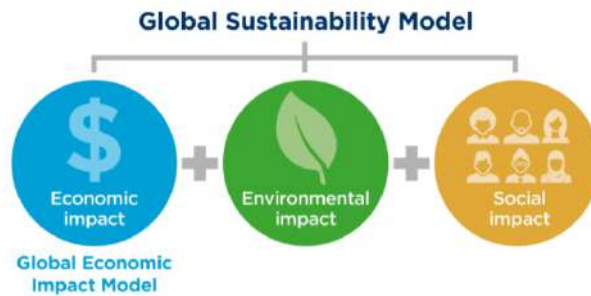 Global Sustainability Model
$
Economic
impact
Environmental
impact
Social
impact
Global Economic
Impact Model